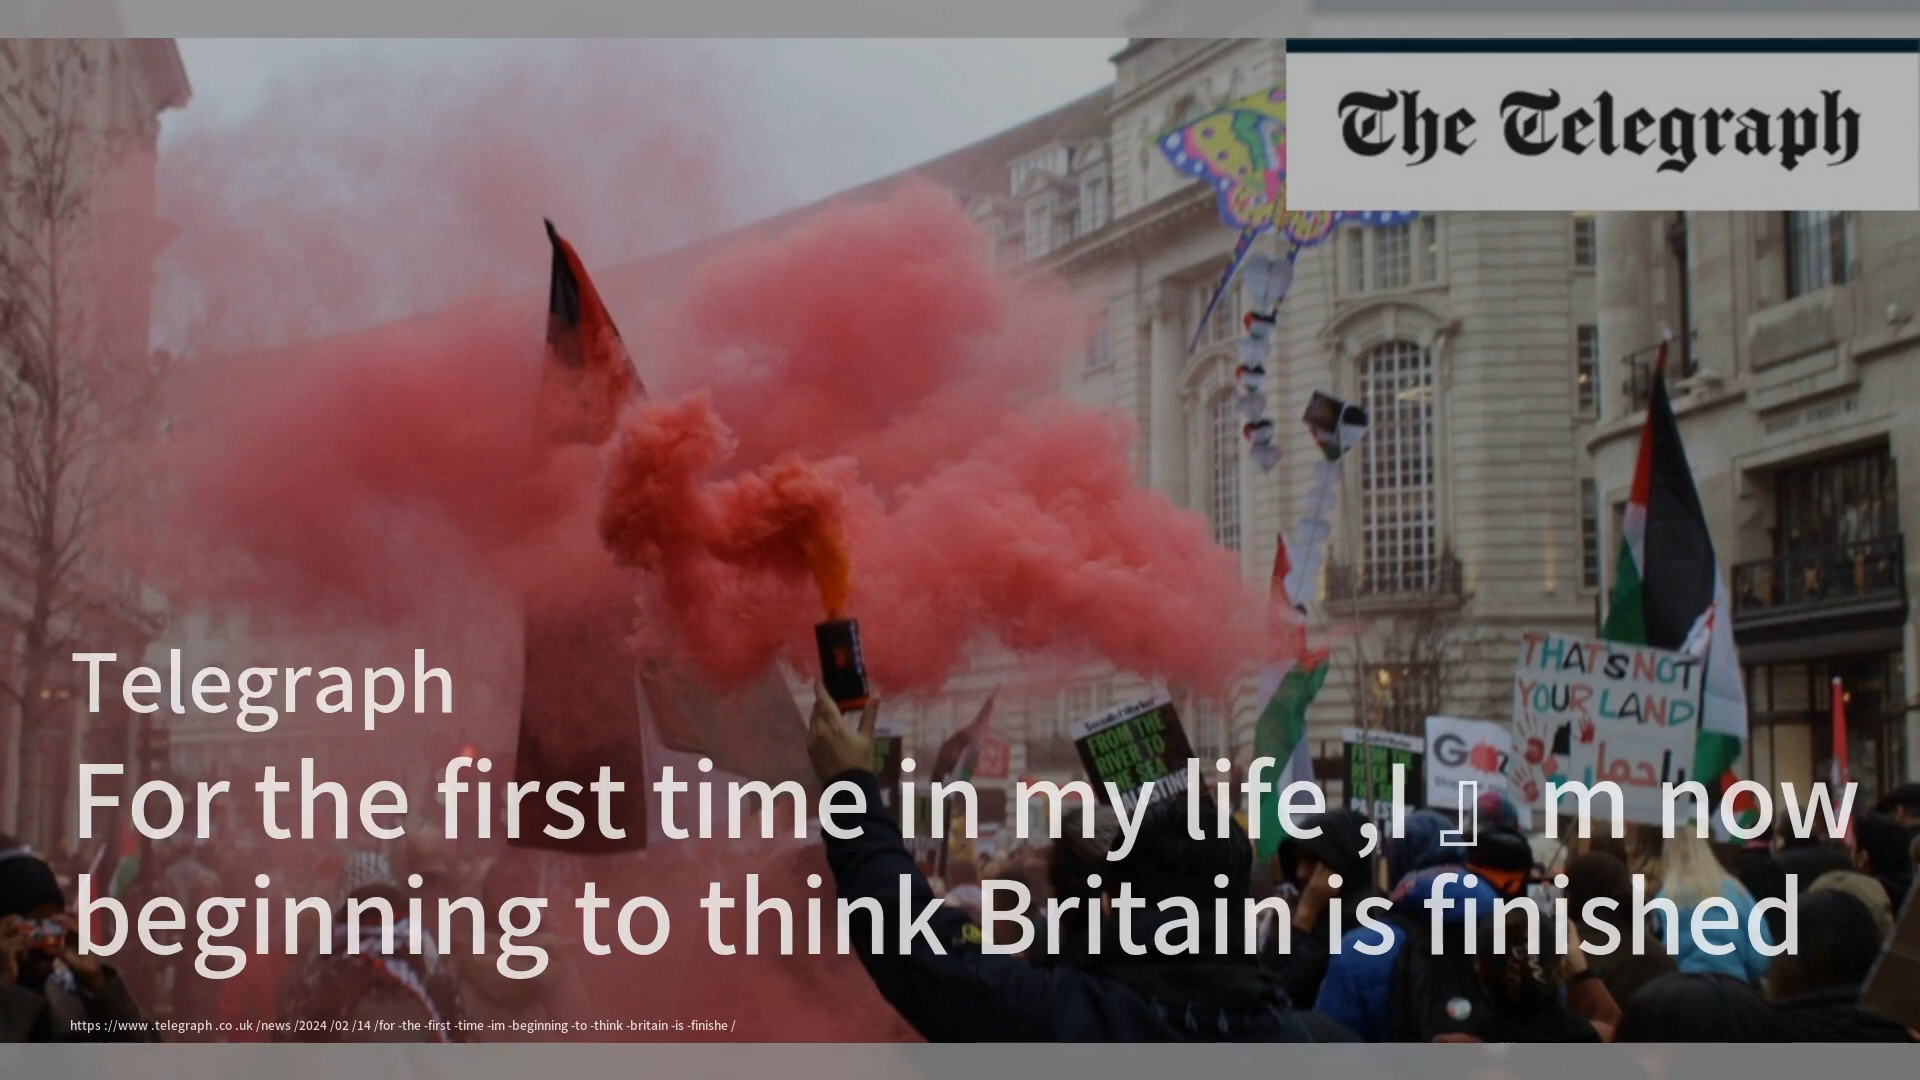 The Telegraph
THAT'S NOT
YOUR LAND
Socialist Worker
FROM THE
RIVER TO
THE SEA
Telegraph
For the first time in my life ,I 』 m now
beginning to think Britain is finished
https ://www .telegraph .co .uk /news /2024 /02 /14 /for -the -first -time -im -beginning -to -think -britain -is -finishe /